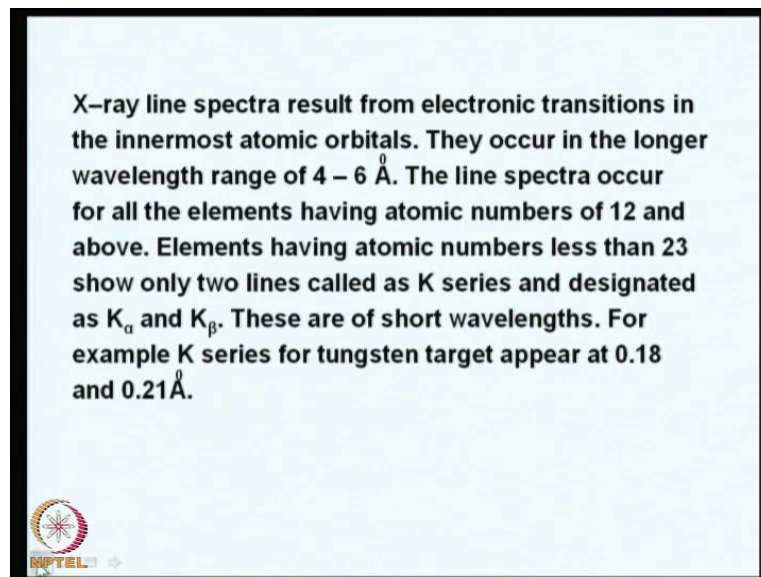 X–ray line spectra result from electronic transitions in
the innermost atomic orbitals. They occur in the longer
wavelength range of 4 – 6 Å. The line spectra occur
for all the elements having atomic numbers of 12 and
above. Elements having atomic numbers less than 23
show only two lines called as K series and designated
as Kα and Kβ. These are of short wavelengths. For
example K series for tungsten target appear at 0.18
and 0.21Å.
NPTEL